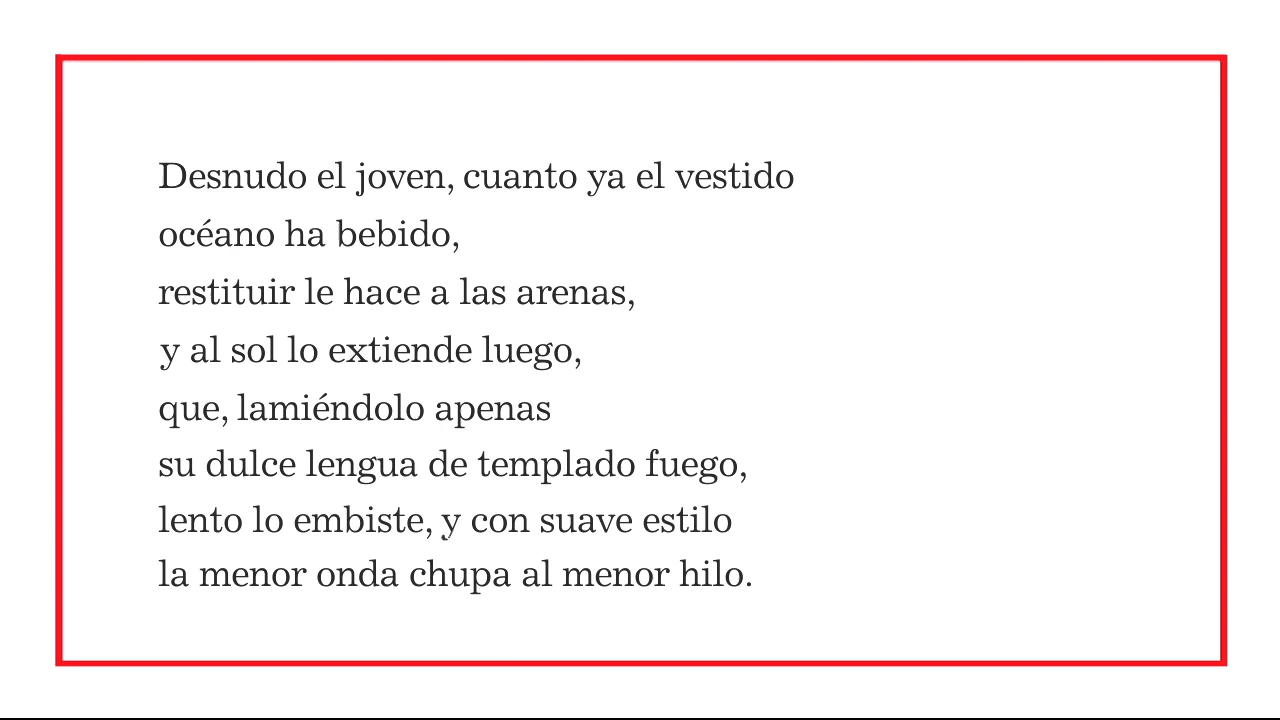 Desnudo el joven, cuanto ya el vestido
océano ha bebido,
restituir le hace a las arenas,
y al sol lo extiende luego,
que, lamiéndolo apenas
su dulce lengua de templado fuego,
lento lo embiste, y con suave estilo
la menor onda chupa al menor hilo.